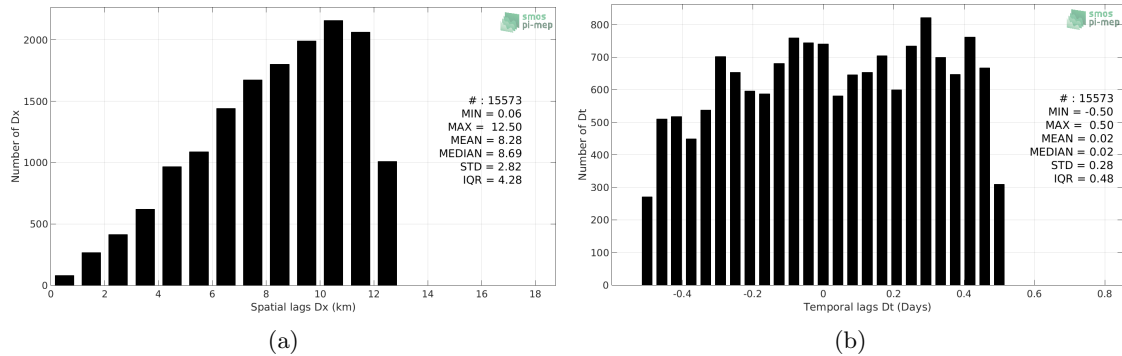 smos
pi-mep
2000
1500
1000
500
0
Number of Dx
# : 15573
MIN = 0.06
MAX = 12.50
MEAN = 8.28
MEDIAN = 8.69
STD = 2.82
IQR = 4.28
0 2 4 6 8 10 12 14 16 18
Spatial lags Dx (km)
(a)
smos
pi-mep
800
700
600
500
400
300
200
100
0
Number of Dt
# : 15573
MIN = -0.50
MAX = 0.50
MEAN = 0.02
MEDIAN = 0.02
STD = 0.28
IQR = 0.48
-0.4 -0.2 0 0.2 0.4 0.6 0.8
Temporal lags Dt (Days)
(b)